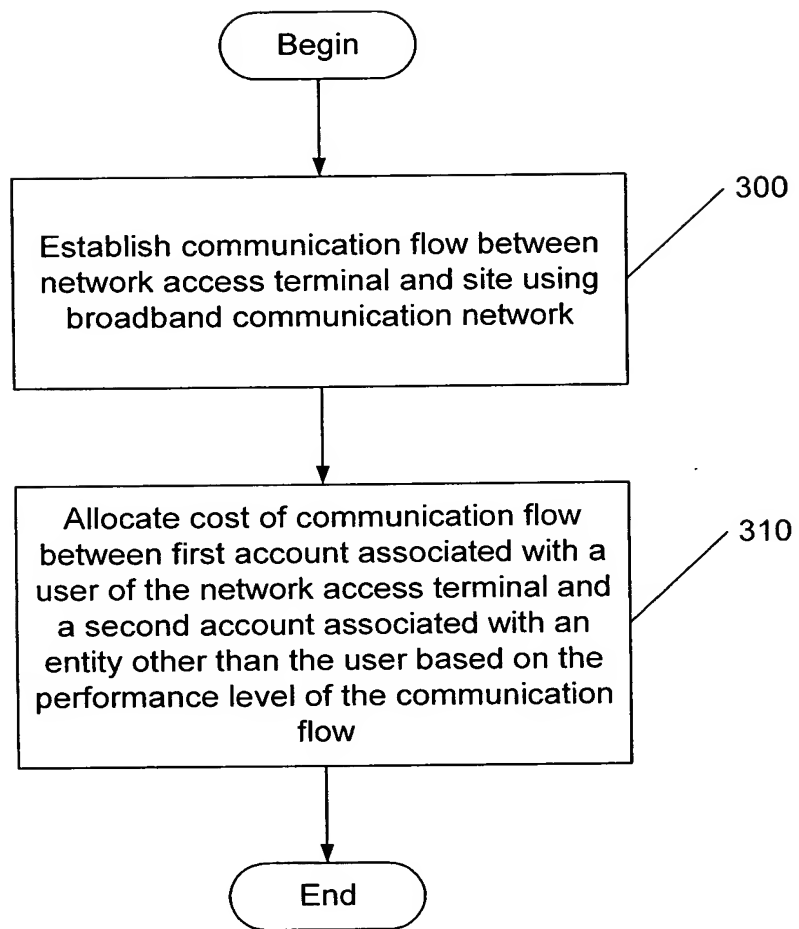 Begin
300
Establish communication flow between
network access terminal and site using
broadband communication network
310
Allocate cost of communication flow
between first account associated with a
user of the network access terminal and
a second account associated with an
entity other than the user based on the
performance level of the communication
flow
End